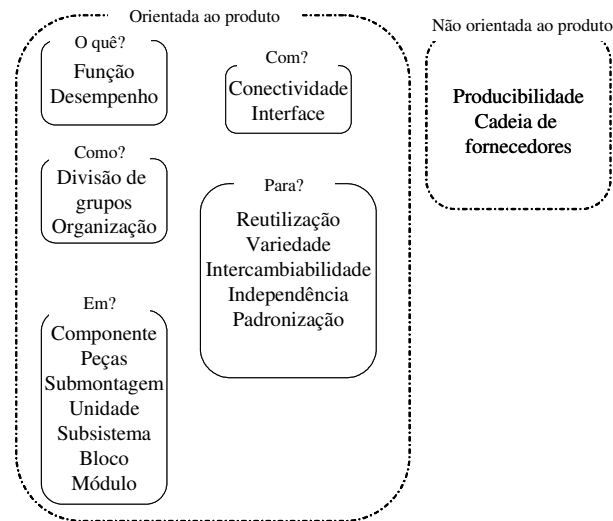 Orientada ao produto
O quê?
Função
Desempenho
Como?
Divisão de
grupos
Organização
Em?
Componente
Peças
Submontagem
Unidade
Subsistema
Bloco
Módulo
Com?
Conectividade
Interface
Para?
Reutilização
Variedade
Intercambiabilidade
Independência
Padronização
Não orientada ao produto
Producibilidade
Cadeia de
fornecedores